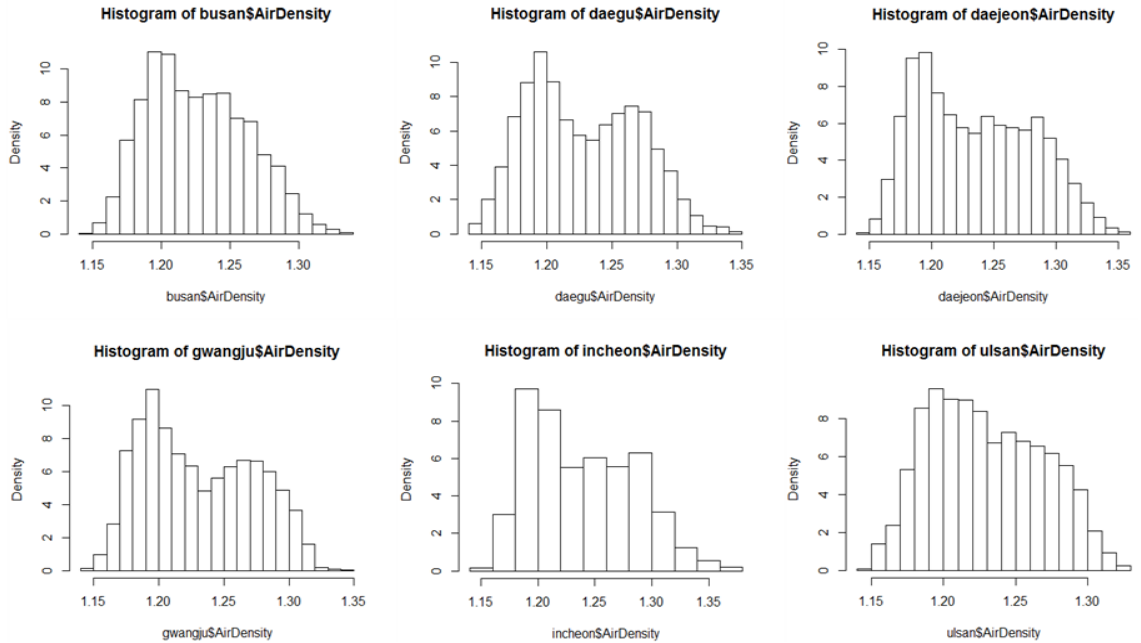 Histogram of busan$AirDensity
Density
0 2 4 6 8 10
1.15 1.20 1.25 1.30
busan$AirDensity
Histogram of daegu$AirDensity
Density
0 2 4 6 8 10
1.15 1.20 1.25 1.30 1.35
daegu$AirDensity
Histogram of daejeon$AirDensity
Density
0 2 4 6 8 10
1.15 1.20 1.25 1.30 1.35
daejeon$AirDensity
Histogram of gwangju$AirDensity
Density
0 2 4 6 8 10
1.15 1.20 1.25 1.30 1.35
gwangju$AirDensity
Histogram of incheon$AirDensity
Density
0 2 4 6 8 10
1.15 1.20 1.25 1.30 1.35
incheon$AirDensity
Histogram of ulsan$AirDensity
Density
0 2 4 6 8
1.15 1.20 1.25 1.30
ulsan$AirDensity